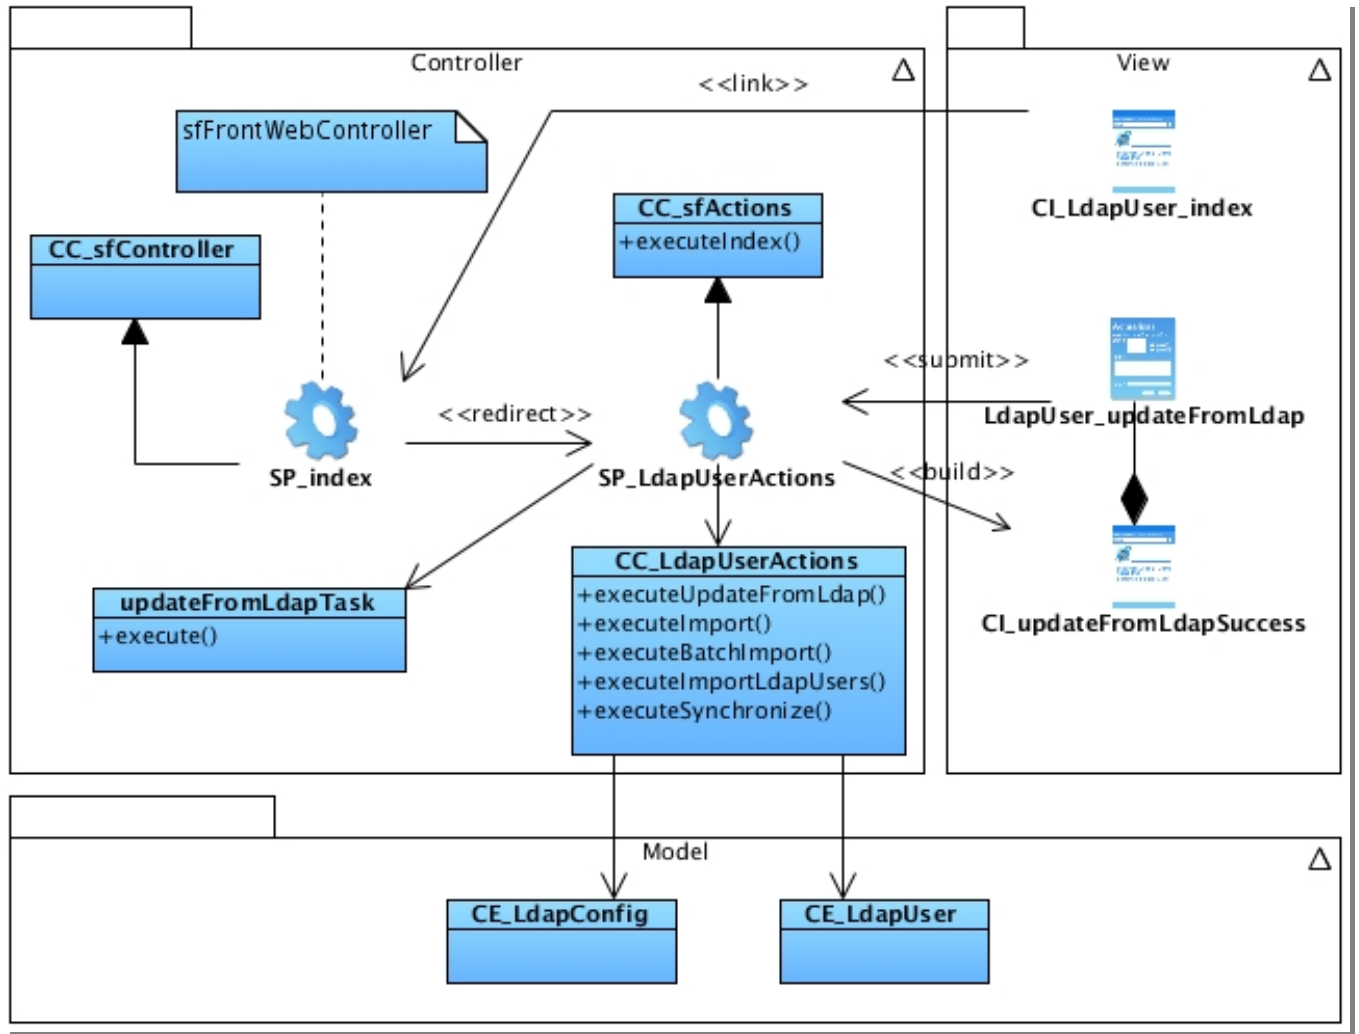 Controller
<<link>>
sfFrontWebController
CC_sfController
CC_sfActions
+executeIndex()
<<redirect>>
SP_index
SP_LdapUserActions
<<submit>>
<<build>>
updateFromLdapTask
+execute()
CC_LdapUserActions
+executeUpdateFromLdap()
+executeImport()
+executeBatchImport()
+executeImportLdapUsers()
+executeSynchronize()
View
CI_LdapUser_index
LdapUser_updateFromLdap
CI_updateFromLdapSuccess
Model
CE_LdapConfig
CE_LdapUser